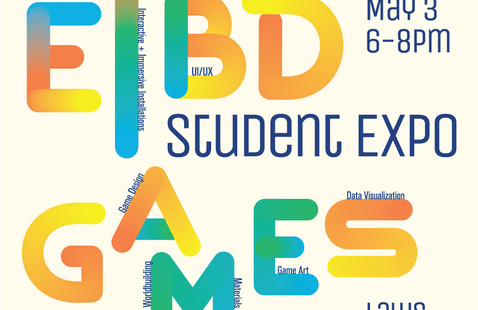 EIBD
May 3
6-8PM
Interactive + Immersive Installations
UI/UX
Student EXPO
GAMES
Game Design
Data Visualization
Worldbuilding
Game Art
Materials